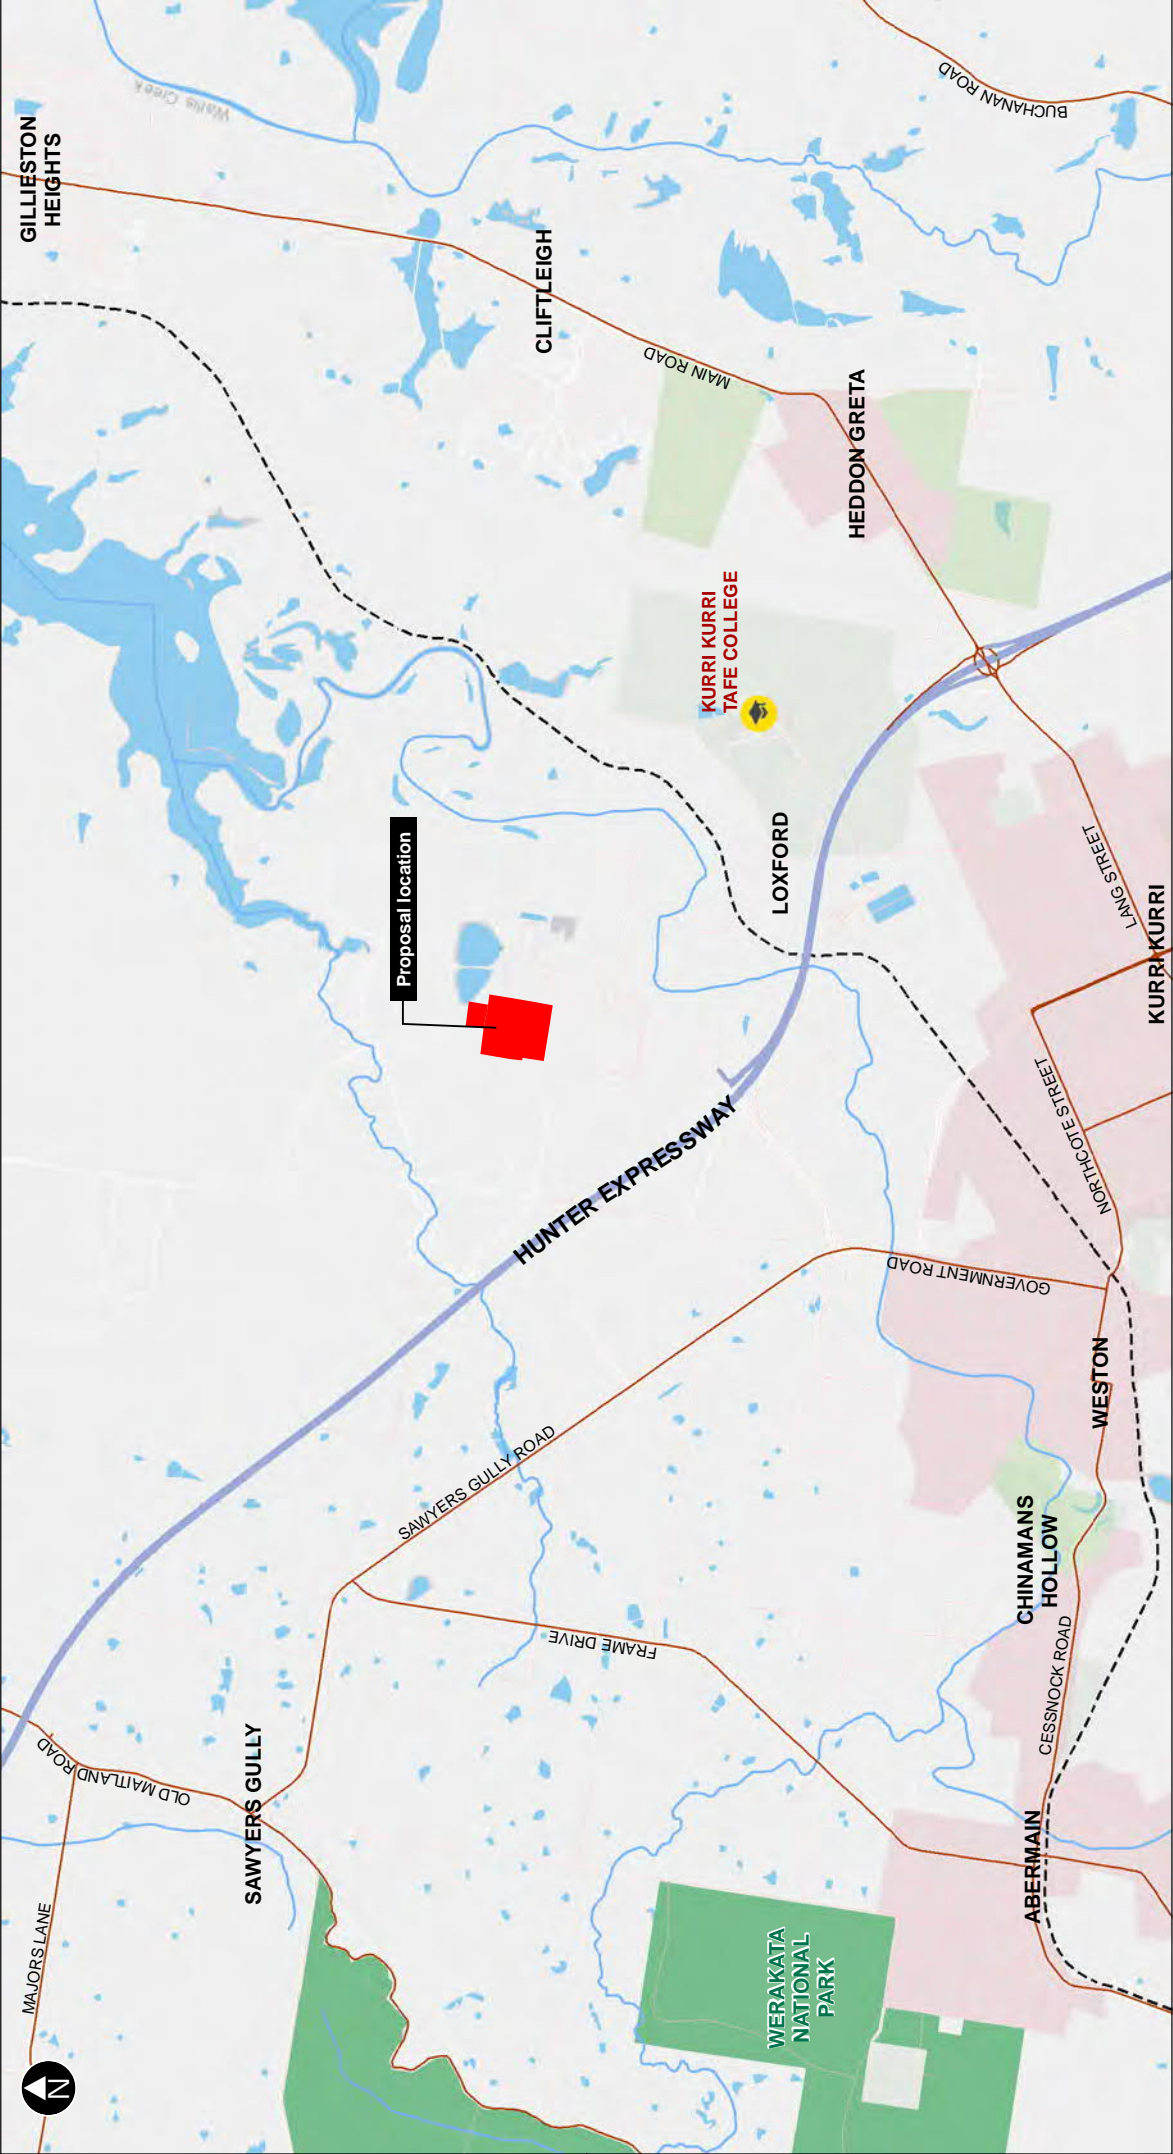 GILLIESTON
HEIGHTS
Wallis Creek
BUCHANAN ROAD
CLIFTLEIGH
MAIN ROAD
HEDDON GRETA
KURRI KURRI
TAFE COLLEGE
LOXFORD
Proposal location
LANG STREET
KURRI KURRI
NORTHCOTE STREET
HUNTER EXPRESSWAY
GOVERNMENT ROAD
WESTON
SAWYERS GULLY ROAD
CHINAMANS
HOLLOW
FRAME DRIVE
CESSNOCK ROAD
OLD MAITLAND ROAD
SAWYERS GULLY
ABERMAIN
MAJORS LANE
WERAKATA
NATIONAL
PARK
N